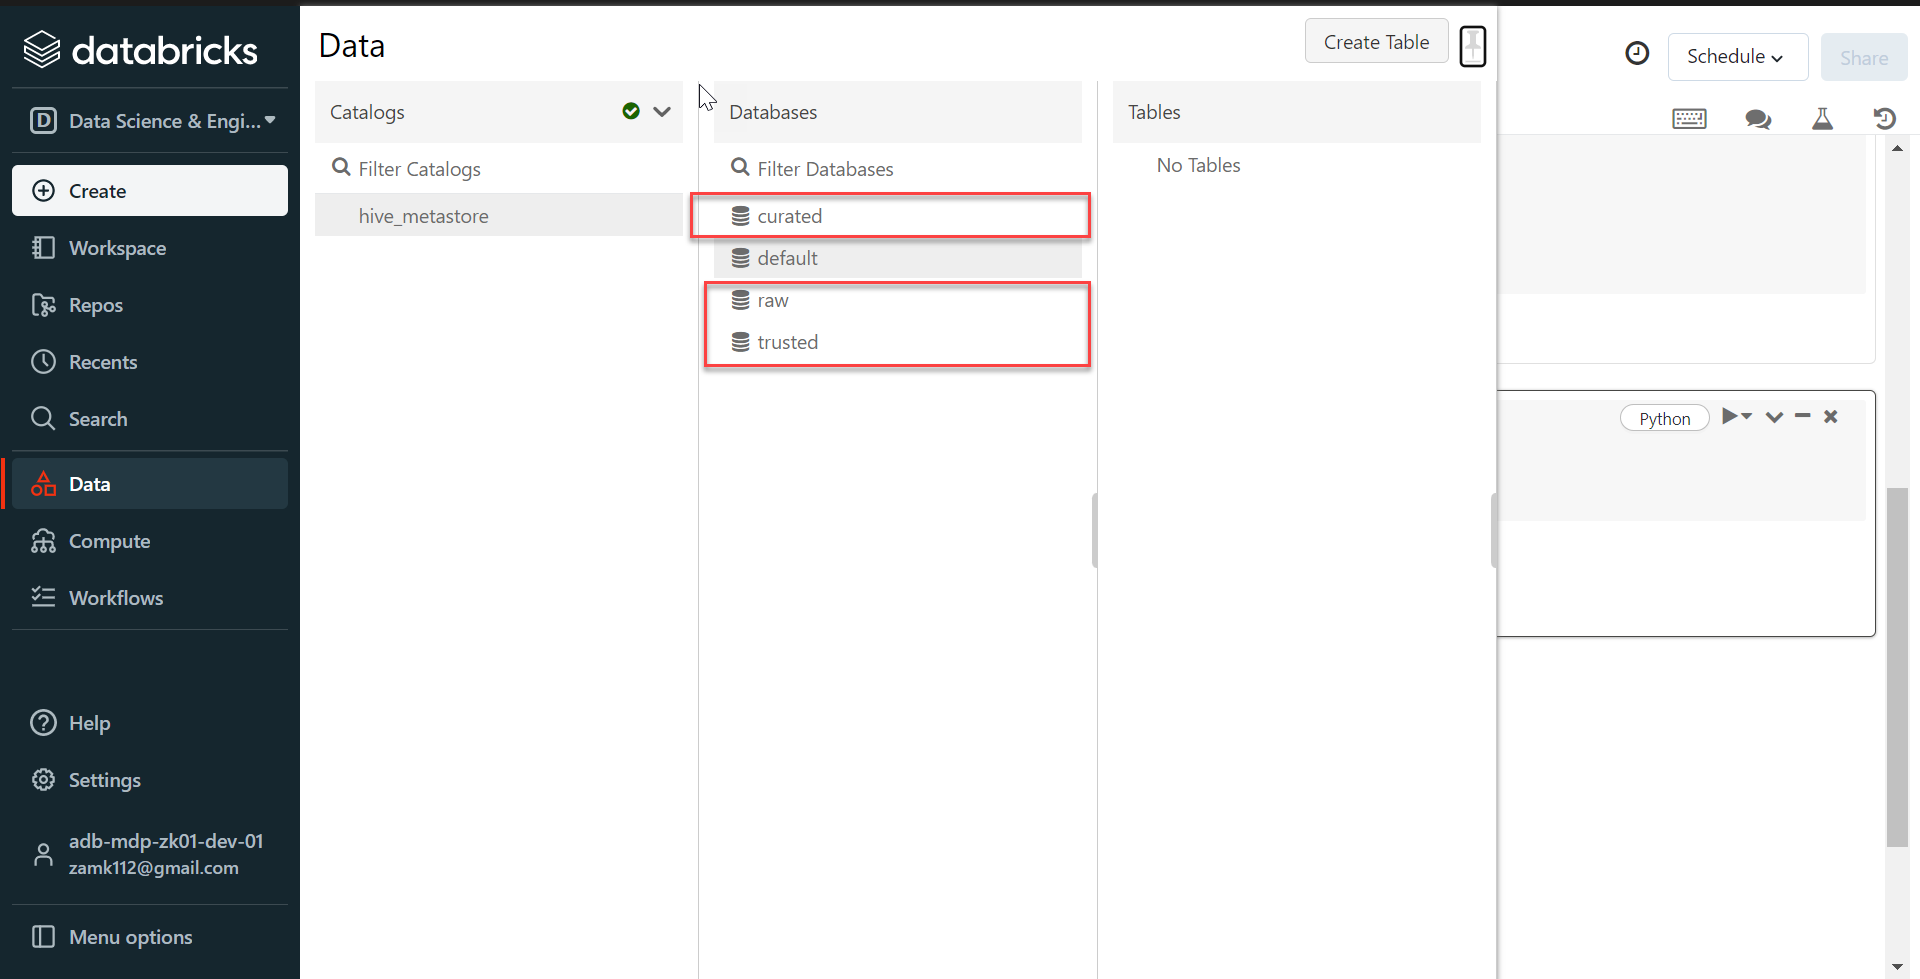 databricks
D Data Science & Engi...
Create
Workspace
Repos
Recents
Search
Data
Compute
Workflows
Help
Settings
adb-mdp-zk01-dev-01
zamk112@gmail.com
Menu options
Data
Create Table
Catalogs
Filter Catalogs
hive_metastore
Databases
Filter Databases
curated
default
raw
trusted
Tables
No Tables
Schedule
Share
Python